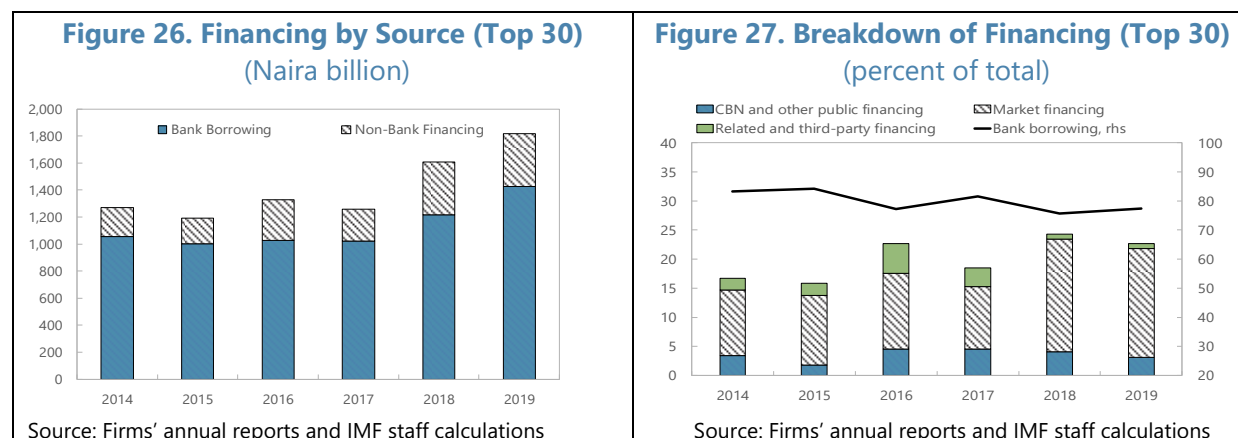 Figure 26. Financing by Source (Top 30)
(Naira billion)
2,000
1,800
1,600
1,400
1,200
1,000
800
600
400
200
0
Bank Borrowing
Non-Bank Financing
2014 2015 2016 2017 2018 2019
Source: Firms' annual reports and IMF staff calculations
Figure 27. Breakdown of Financing (Top 30)
(percent of total)
CBN and other public financing
Market financing
Related and third-party financing
Bank borrowing, rhs
40
35
30
25
20
15
10
5
0
100
90
80
70
60
50
40
30
20
2014 2015 2016 2017 2018 2019
Source: Firms' annual reports and IMF staff calculations